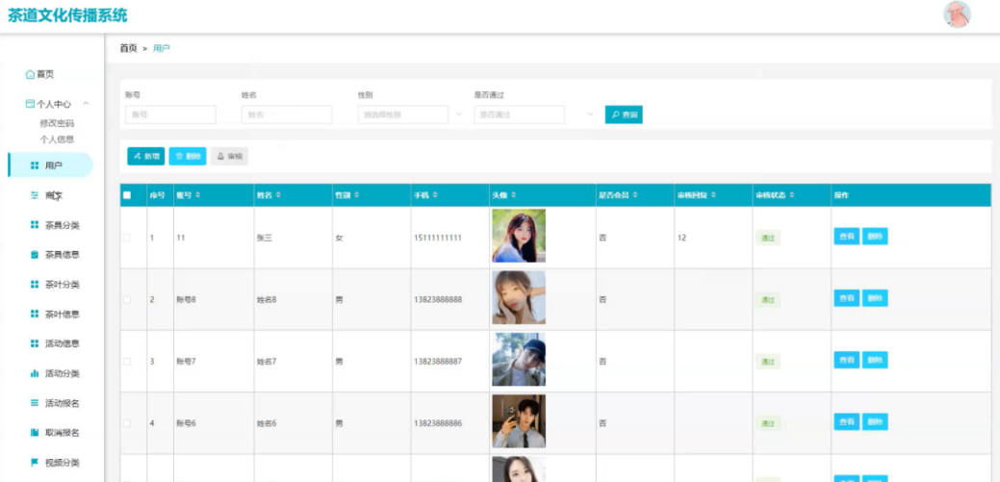 茶道文化传播系统
首页 > 用户
首页
个人中心
修改密码
个人信息
用户
商家
茶具分类
茶具信息
茶叶分类
茶叶信息
活动信息
活动分类
活动报名
取消报名
视频分类
账号 姓名 性别 是否通过
账号 姓名 请选择性别 是否通过 查询
新增 删除 审核
序号 账号 姓名 性别 手机 头像 是否会员 审核回复 审核状态 操作
1 11 张三 女 15111111111 否 12 通过 查看 删除
2 账号8 姓名8 男 13823888888 否 通过 查看 删除
3 账号7 姓名7 男 13823888887 否 通过 查看 删除
4 账号6 姓名6 男 13823888886 否 通过 查看 删除